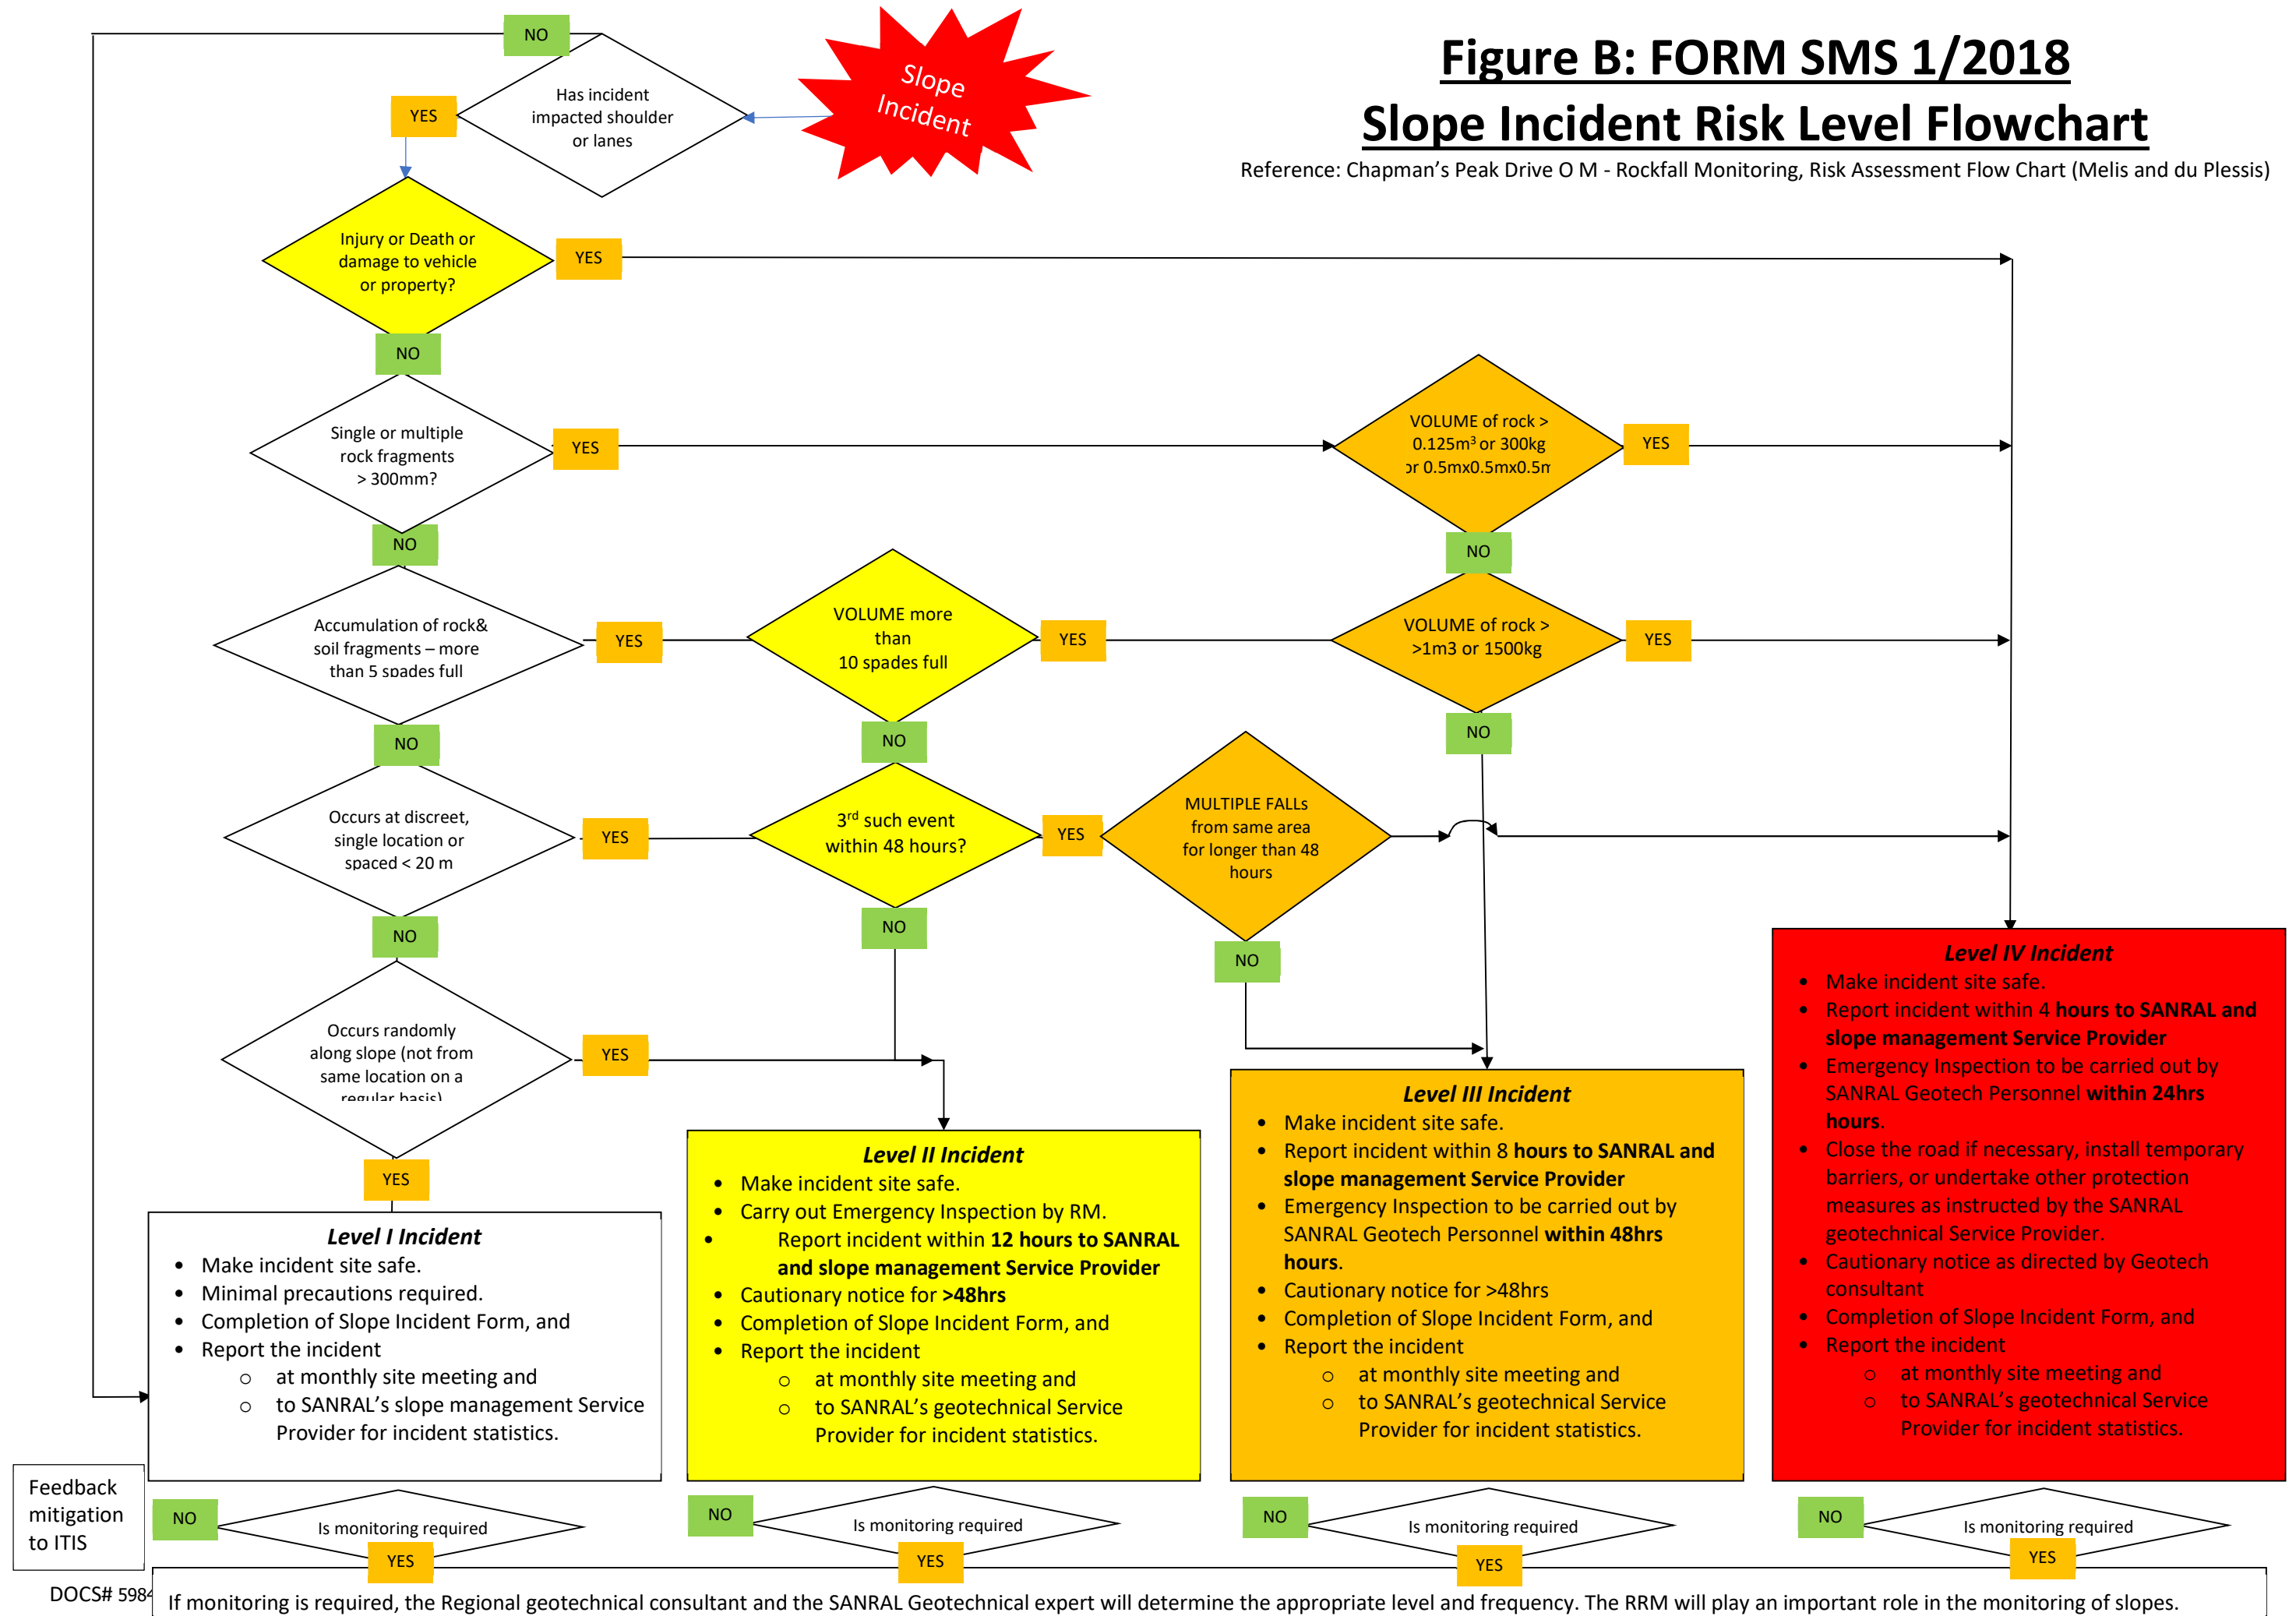 Figure B: FORM SMS 1/2018
Slope Incident Risk Level Flowchart
Reference: Chapman's Peak Drive O M - Rockfall Monitoring, Risk Assessment Flow Chart (Melis and du Plessis)
Slope
Incident
NO
Has incident
impacted shoulder
or lanes
YES
Injury or Death or
damage to vehicle
or property?
YES
NO
Single or multiple
rock fragments
> 300mm?
YES
VOLUME of rock >
0.125m³ or 300kg
or 0.5mx0.5mx0.5m
YES
NO
NO
Accumulation of rock&
soil fragments – more
than 5 spades full
YES
VOLUME more
than
10 spades full
YES
VOLUME of rock >
>1m3 or 1500kg
YES
NO
NO
NO
Occurs at discreet,
single location or
spaced < 20 m
YES
3rd such event
within 48 hours?
YES
MULTIPLE FALLs
from same area
for longer than 48
hours
NO
NO
NO
Occurs randomly
along slope (not from
same location on a
regular basis)
YES
YES
Level I Incident
• Make incident site safe.
• Minimal precautions required.
• Completion of Slope Incident Form, and
• Report the incident
o at monthly site meeting and
o to SANRAL's slope management Service
Provider for incident statistics.
Level II Incident
• Make incident site safe.
• Carry out Emergency Inspection by RM.
• Report incident within 12 hours to SANRAL
and slope management Service Provider
• Cautionary notice for >48hrs
• Completion of Slope Incident Form, and
• Report the incident
o at monthly site meeting and
o to SANRAL's geotechnical Service
Provider for incident statistics.
Level III Incident
• Make incident site safe.
• Report incident within 8 hours to SANRAL and
slope management Service Provider
• Emergency Inspection to be carried out by
SANRAL Geotech Personnel within 48hrs
hours.
• Cautionary notice for >48hrs
• Completion of Slope Incident Form, and
• Report the incident
o at monthly site meeting and
o to SANRAL's geotechnical Service
Provider for incident statistics.
Level IV Incident
• Make incident site safe.
• Report incident within 4 hours to SANRAL and
slope management Service Provider
• Emergency Inspection to be carried out by
SANRAL Geotech Personnel within 24hrs
hours.
• Close the road if necessary, install temporary
barriers, or undertake other protection
measures as instructed by the SANRAL
geotechnical Service Provider.
• Cautionary notice as directed by Geotech
consultant
• Completion of Slope Incident Form, and
• Report the incident
o at monthly site meeting and
o to SANRAL's geotechnical Service
Provider for incident statistics.
Feedback
mitigation
to ITIS
NO
Is monitoring required
YES
NO
Is monitoring required
YES
NO
Is monitoring required
YES
NO
Is monitoring required
YES
DOCS# 5984
If monitoring is required, the Regional geotechnical consultant and the SANRAL Geotechnical expert will determine the appropriate level and frequency. The RRM will play an important role in the monitoring of slopes.